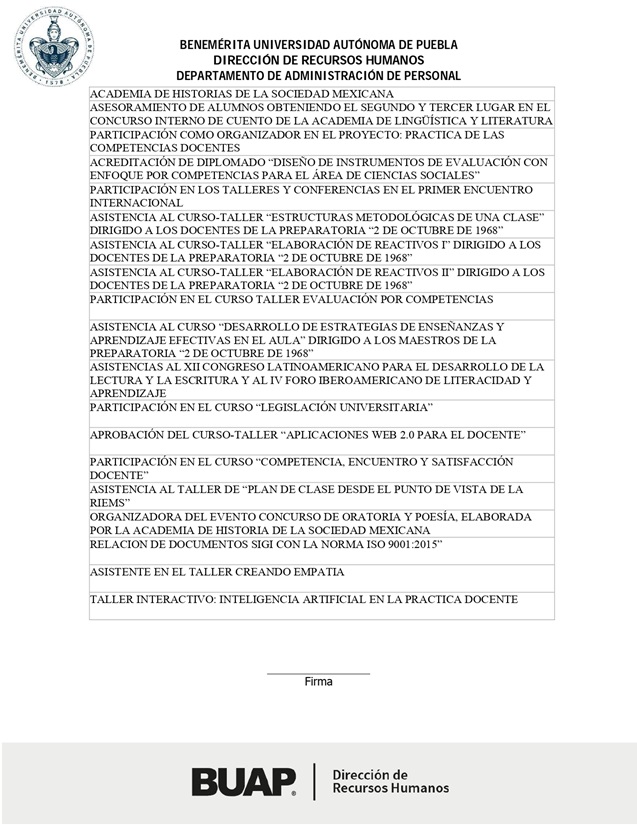 BENEMÉRITA UNIVERSIDAD AUTÓNOMA DE PUEBLA
1578
BENEMÉRITA UNIVERSIDAD AUTÓNOMA DE PUEBLA
DIRECCIÓN DE RECURSOS HUMANOS
DEPARTAMENTO DE ADMINISTRACIÓN DE PERSONAL
ACADEMIA DE HISTORIAS DE LA SOCIEDAD MEXICANA
ASESORAMIENTO DE ALUMNOS OBTENIENDO EL SEGUNDO Y TERCER LUGAR EN EL
CONCURSO INTERNO DE CUENTO DE LA ACADEMIA DE LINGÜÍSTICA Y LITERATURA
PARTICIPACIÓN COMO ORGANIZADOR EN EL PROYECTO: PRACTICA DE LAS
COMPETENCIAS DOCENTES
ACREDITACIÓN DE DIPLOMADO “DISEÑO DE INSTRUMENTOS DE EVALUACIÓN CON
ENFOQUE POR COMPETENCIAS PARA EL ÁREA DE CIENCIAS SOCIALES”
PARTICIPACIÓN EN LOS TALLERES Y CONFERENCIAS EN EL PRIMER ENCUENTRO
INTERNACIONAL
ASISTENCIA AL CURSO-TALLER “ESTRUCTURAS METODOLÓGICAS DE UNA CLASE”
DIRIGIDO A LOS DOCENTES DE LA PREPARATORIA “2 DE OCTUBRE DE 1968”
ASISTENCIA AL CURSO-TALLER “ELABORACIÓN DE REACTIVOS I” DIRIGIDO A LOS
DOCENTES DE LA PREPARATORIA “2 DE OCTUBRE DE 1968”
ASISTENCIA AL CURSO-TALLER “ELABORACIÓN DE REACTIVOS II” DIRIGIDO A LOS
DOCENTES DE LA PREPARATORIA “2 DE OCTUBRE DE 1968”
PARTICIPACIÓN EN EL CURSO TALLER EVALUACIÓN POR COMPETENCIAS
ASISTENCIA AL CURSO “DESARROLLO DE ESTRATEGIAS DE ENSEÑANZAS Y
APRENDIZAJE EFECTIVAS EN EL AULA” DIRIGIDO A LOS MAESTROS DE LA
PREPARATORIA “2 DE OCTUBRE DE 1968”
ASISTENCIAS AL XII CONGRESO LATINOAMERICANO PARA EL DESARROLLO DE LA
LECTURA Y LA ESCRITURA Y AL IV FORO IBEROAMERICANO DE LITERACIDAD Y
APRENDIZAJE
PARTICIPACIÓN EN EL CURSO “LEGISLACIÓN UNIVERSITARIA”
APROBACIÓN DEL CURSO-TALLER “APLICACIONES WEB 2.0 PARA EL DOCENTE”
PARTICIPACIÓN EN EL CURSO “COMPETENCIA, ENCUENTRO Y SATISFACCIÓN
DOCENTE”
ASISTENCIA AL TALLER DE “PLAN DE CLASE DESDE EL PUNTO DE VISTA DE LA
RIEMS”
ORGANIZADORA DEL EVENTO CONCURSO DE ORATORIA Y POESÍA, ELABORADA
POR LA ACADEMIA DE HISTORIA DE LA SOCIEDAD MEXICANA
RELACION DE DOCUMENTOS SIGI CON LA NORMA ISO 9001:2015”
ASISTENTE EN EL TALLER CREANDO EMPATIA
TALLER INTERACTIVO: INTELIGENCIA ARTIFICIAL EN LA PRACTICA DOCENTE
Firma
BUAP®
Dirección de
Recursos Humanos